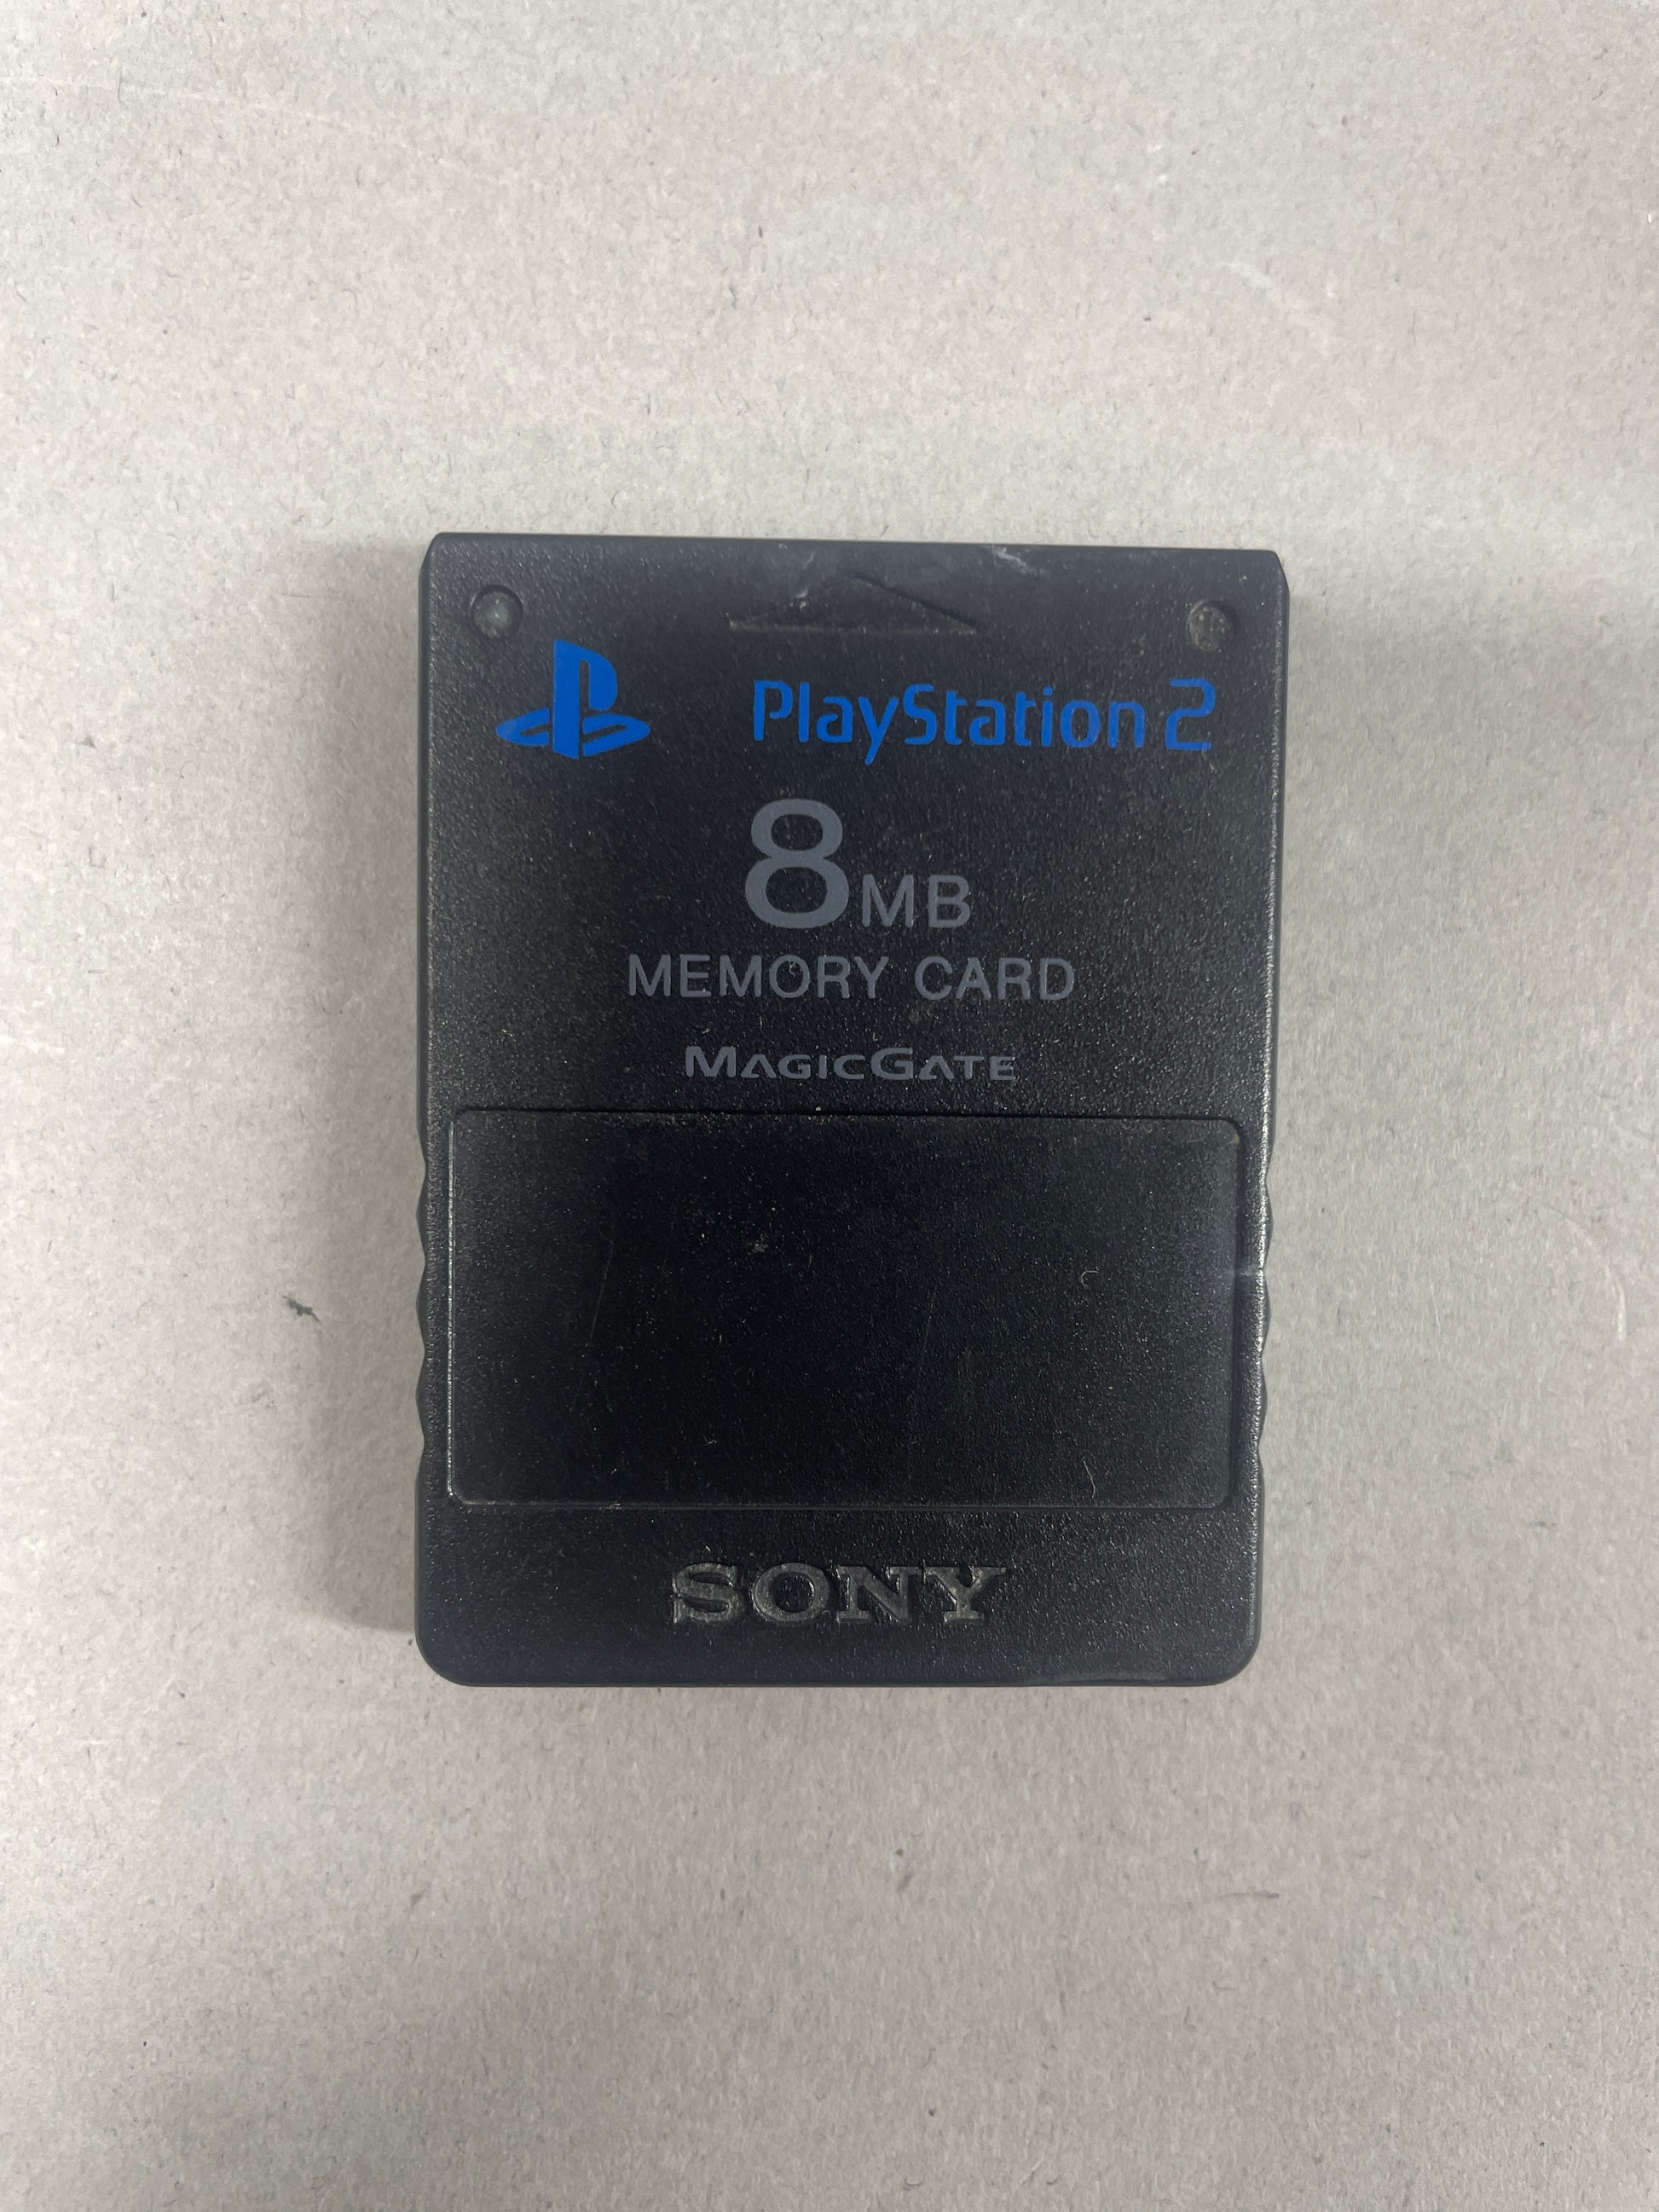 PlayStation 2
8MB
MEMORY CARD
MAGICGATE
SONY